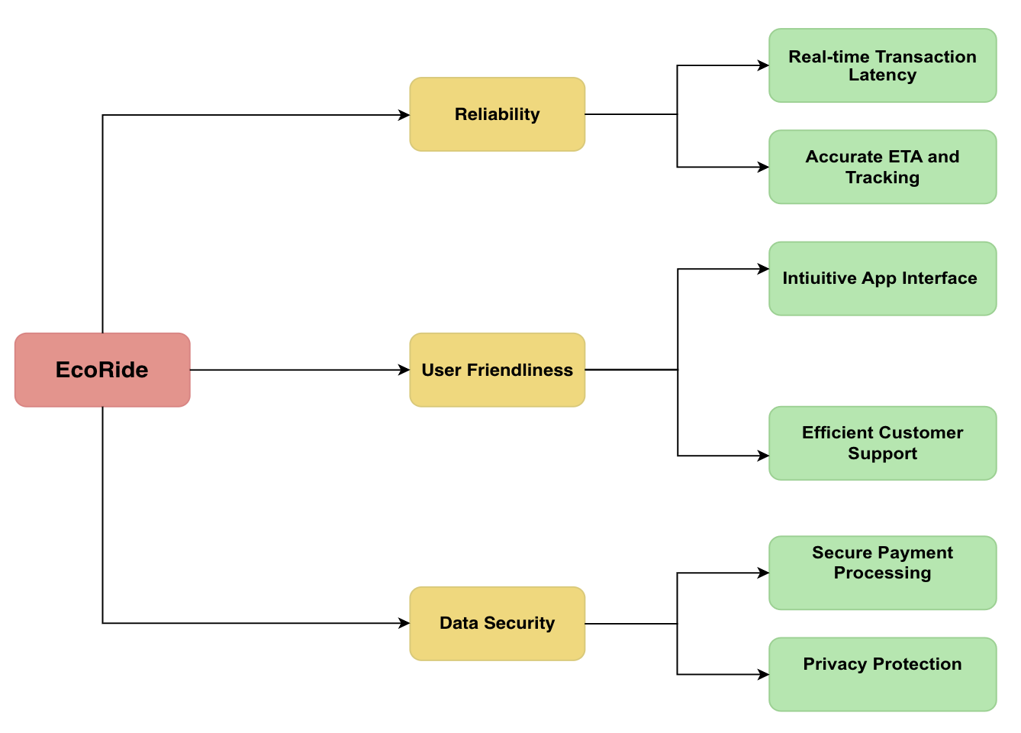 Real-time Transaction
Latency
Reliability
Accurate ETA and
Tracking
Intiuitive App Interface
EcoRide
User Friendliness
Efficient Customer
Support
Secure Payment
Processing
Data Security
Privacy Protection